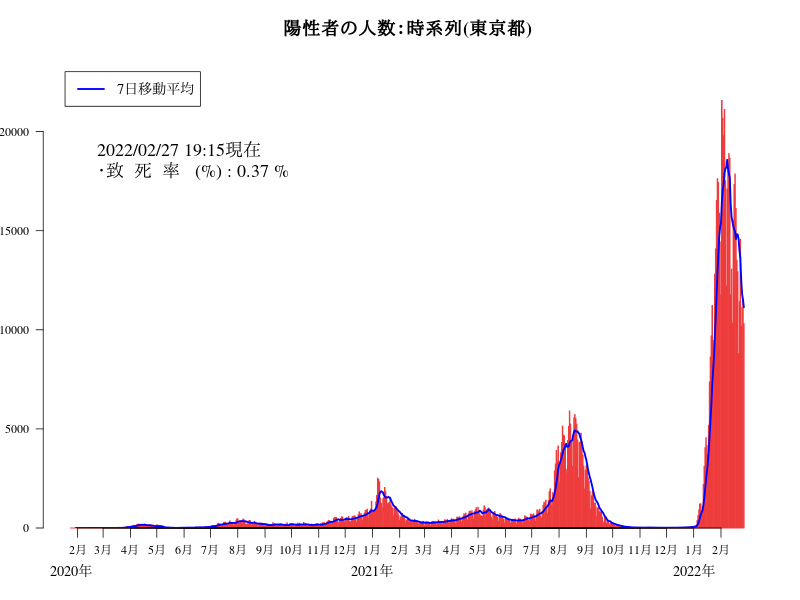 陽性者の人数:時系列(東京都)
7日移動平均
2022/02/27 19:15現在
・致 死 率 (%) : 0.37 %
20000
15000
10000
5000
0
2月 3月 4月 5月 6月 7月 8月 9月 10月 11月 12月 1月 2月 3月 4月 5月 6月 7月 8月 9月 10月 11月 12月 1月 2月
2020年 2021年 2022年